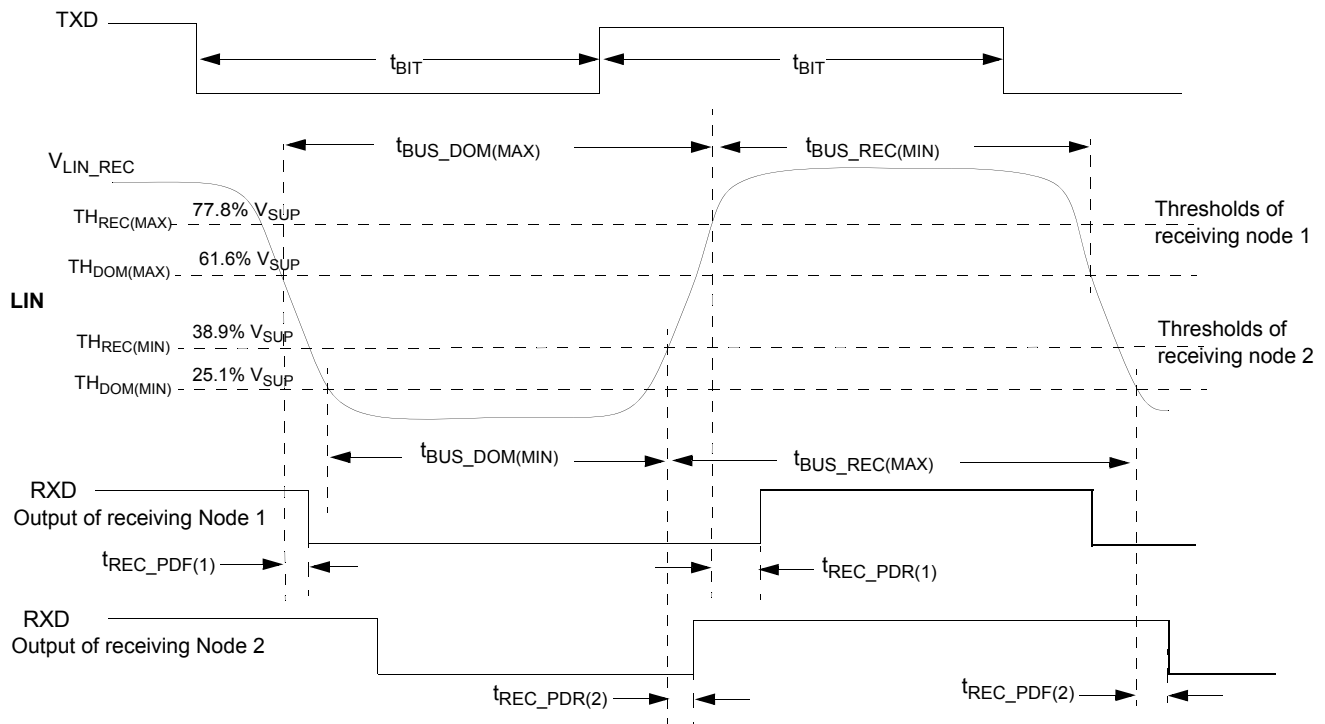 TXD
tBIT tBIT
tBUS_DOM(MAX) tBUS_REC(MIN)
VLIN_REC
THREC(MAX) 77.8% VSUP
Thresholds of
receiving node 1
THDOM(MAX) 61.6% VSUP
LIN
THREC(MIN) 38.9% VSUP
Thresholds of
receiving node 2
THDOM(MIN) 25.1% VSUP
tBUS_DOM(MIN) tBUS_REC(MAX)
RXD
Output of receiving Node 1
tREC_PDF(1) tREC_PDR(1)
RXD
Output of receiving Node 2
tREC_PDR(2) tREC_PDF(2)